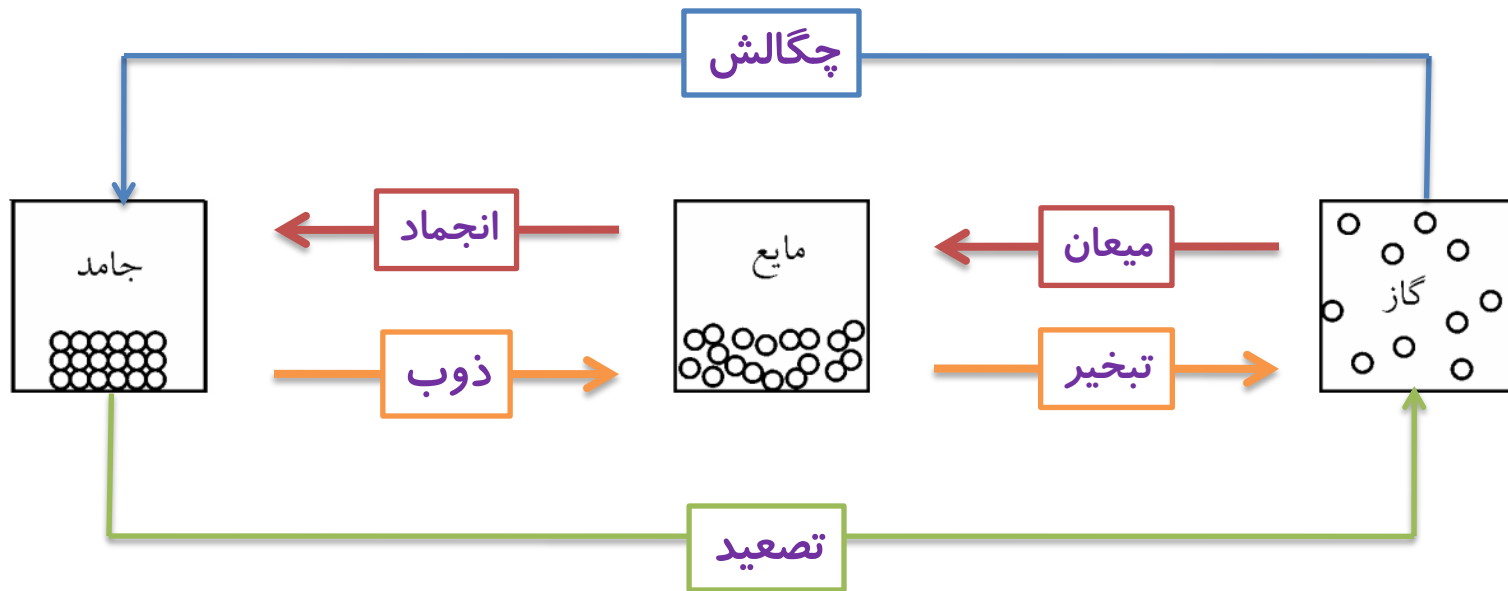 چگالش
گاز
میعان
تبخیر
مایع
انجماد
ذوب
جامد
تصعید